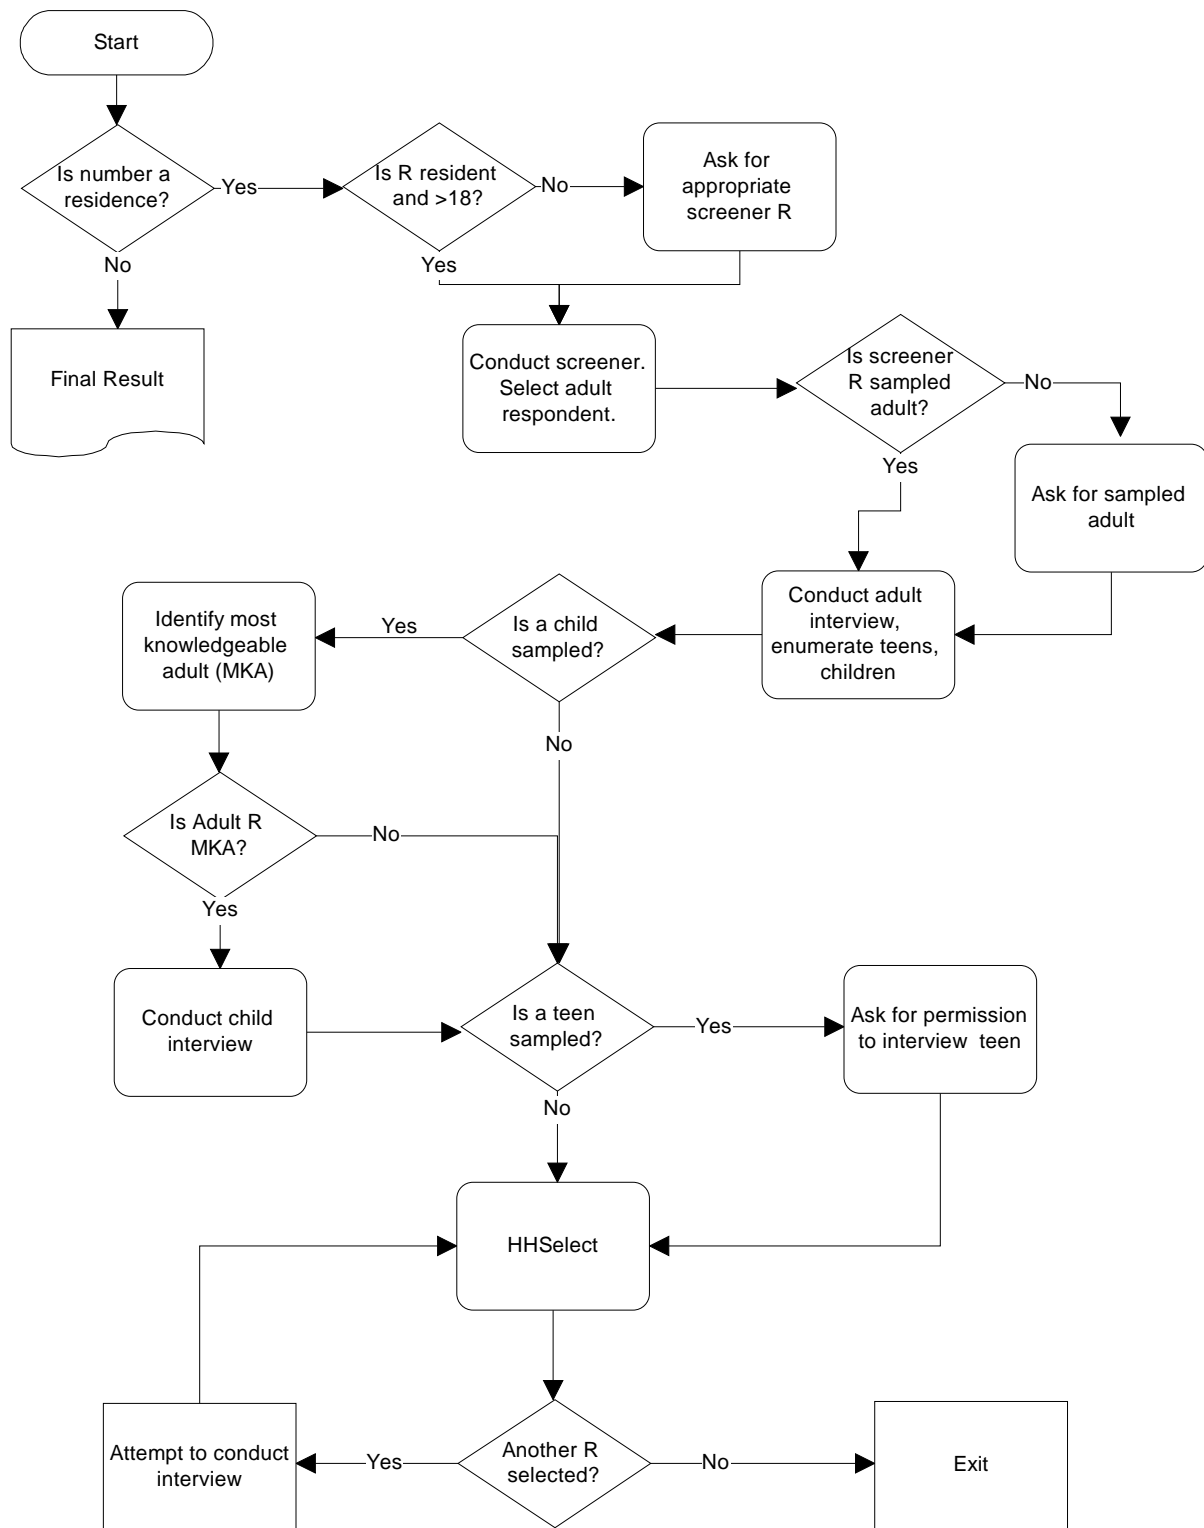 Start
Is number a
residence?
Yes
Is R resident
and >18?
No
Ask for
appropriate
screener R
No
Yes
Final Result
Conduct screener.
Select adult
respondent.
Is screener
R sampled
adult?
No
Yes
Ask for sampled
adult
Conduct adult
interview,
enumerate teens,
children
Is a child
sampled?
Yes
Identify most
knowledgeable
adult (MKA)
No
Is Adult R
MKA?
No
Yes
Conduct child
interview
Is a teen
sampled?
Yes
Ask for permission
to interview teen
No
HHSelect
Another R
selected?
Yes
Attempt to conduct
interview
No
Exit